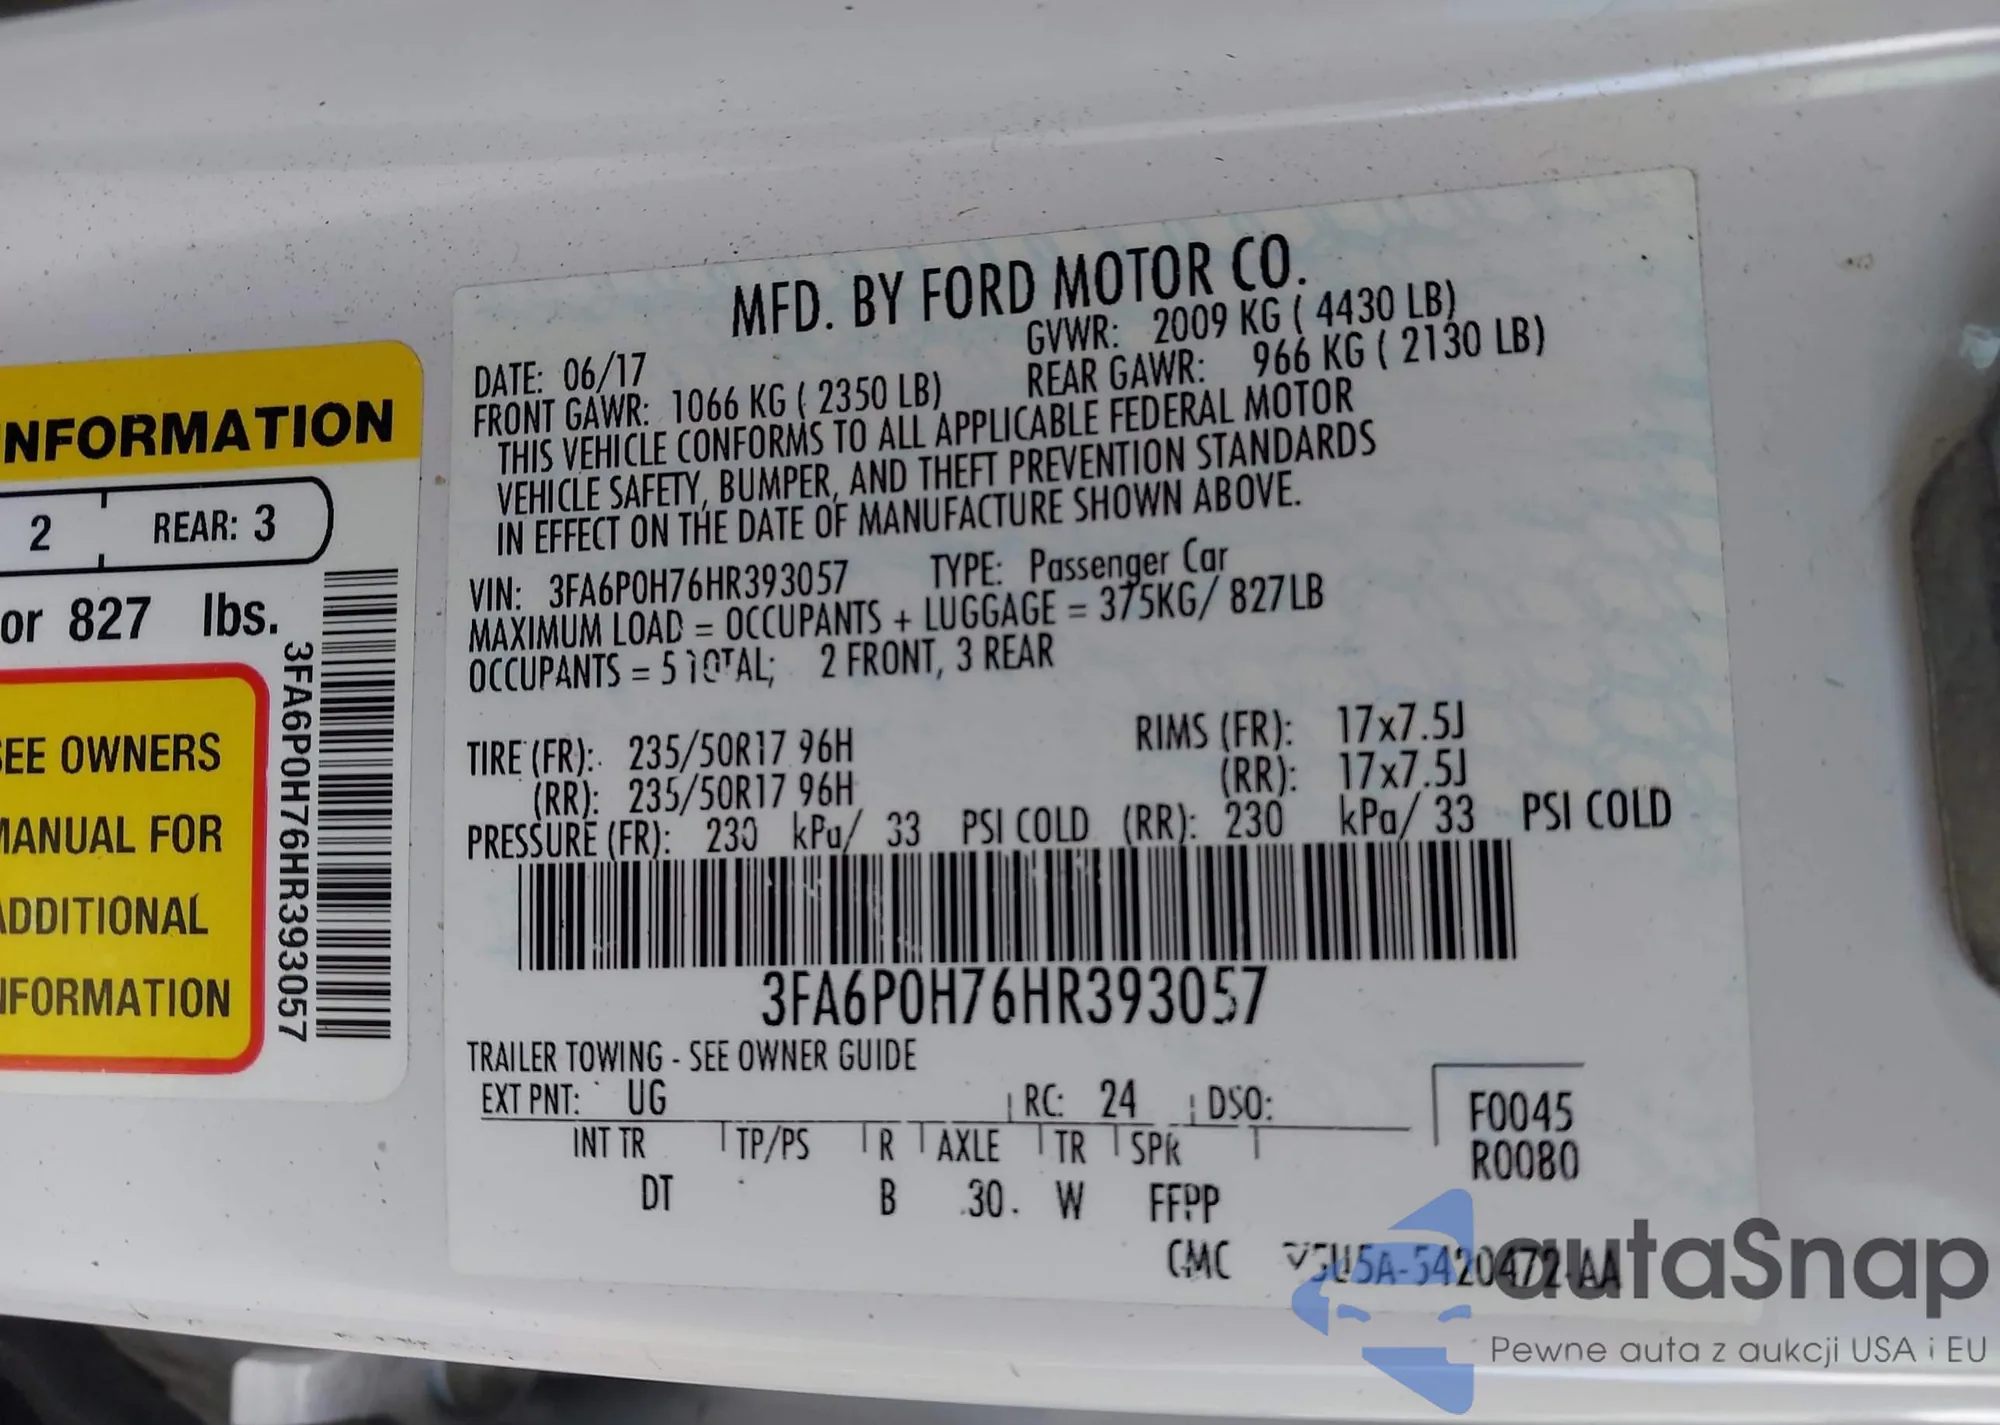 NFORMATION
2 REAR: 3
or 827 lbs.
3FA6P0H76HR393057
EE OWNERS
MANUAL FOR
ADDITIONAL
NFORMATION
MFD. BY FORD MOTOR CO.
DATE: 06/17 GVWR: 2009 KG ( 4430 LB)
FRONT GAWR: 1066 KG ( 2350 LB) REAR GAWR: 966 KG ( 2130 LB)
THIS VEHICLE CONFORMS TO ALL APPLICABLE FEDERAL MOTOR
VEHICLE SAFETY, BUMPER, AND THEFT PREVENTION STANDARDS
IN EFFECT ON THE DATE OF MANUFACTURE SHOWN ABOVE.
VIN: 3FA6P0H76HR393057 TYPE: Passenger Car
MAXIMUM LOAD = OCCUPANTS + LUGGAGE = 375KG/ 827LB
OCCUPANTS = 5 TOTAL; 2 FRONT, 3 REAR
TIRE (FR): 235/50R17 96H RIMS (FR): 17x7.5J
(RR): 235/50R17 96H (RR): 17x7.5J
PRESSURE (FR): 230 kPa/ 33 PSI COLD (RR): 230 kPa/ 33 PSI COLD
3FA6P0H76HR393057
TRAILER TOWING - SEE OWNER GUIDE
EXT PNT: UG RC: 24 DSO:
F0045
R0080
INT TR TP/PS R AXLE TR SPR
DT B 30 W FFPP
CMC
autaSnap
Pewne auta z aukcji USA i EU